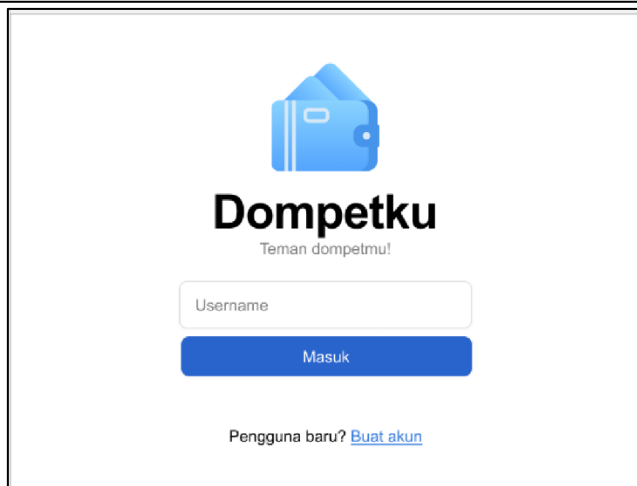 Dompetku
Teman dompetmu!
Username
Masuk
Pengguna baru? Buat akun